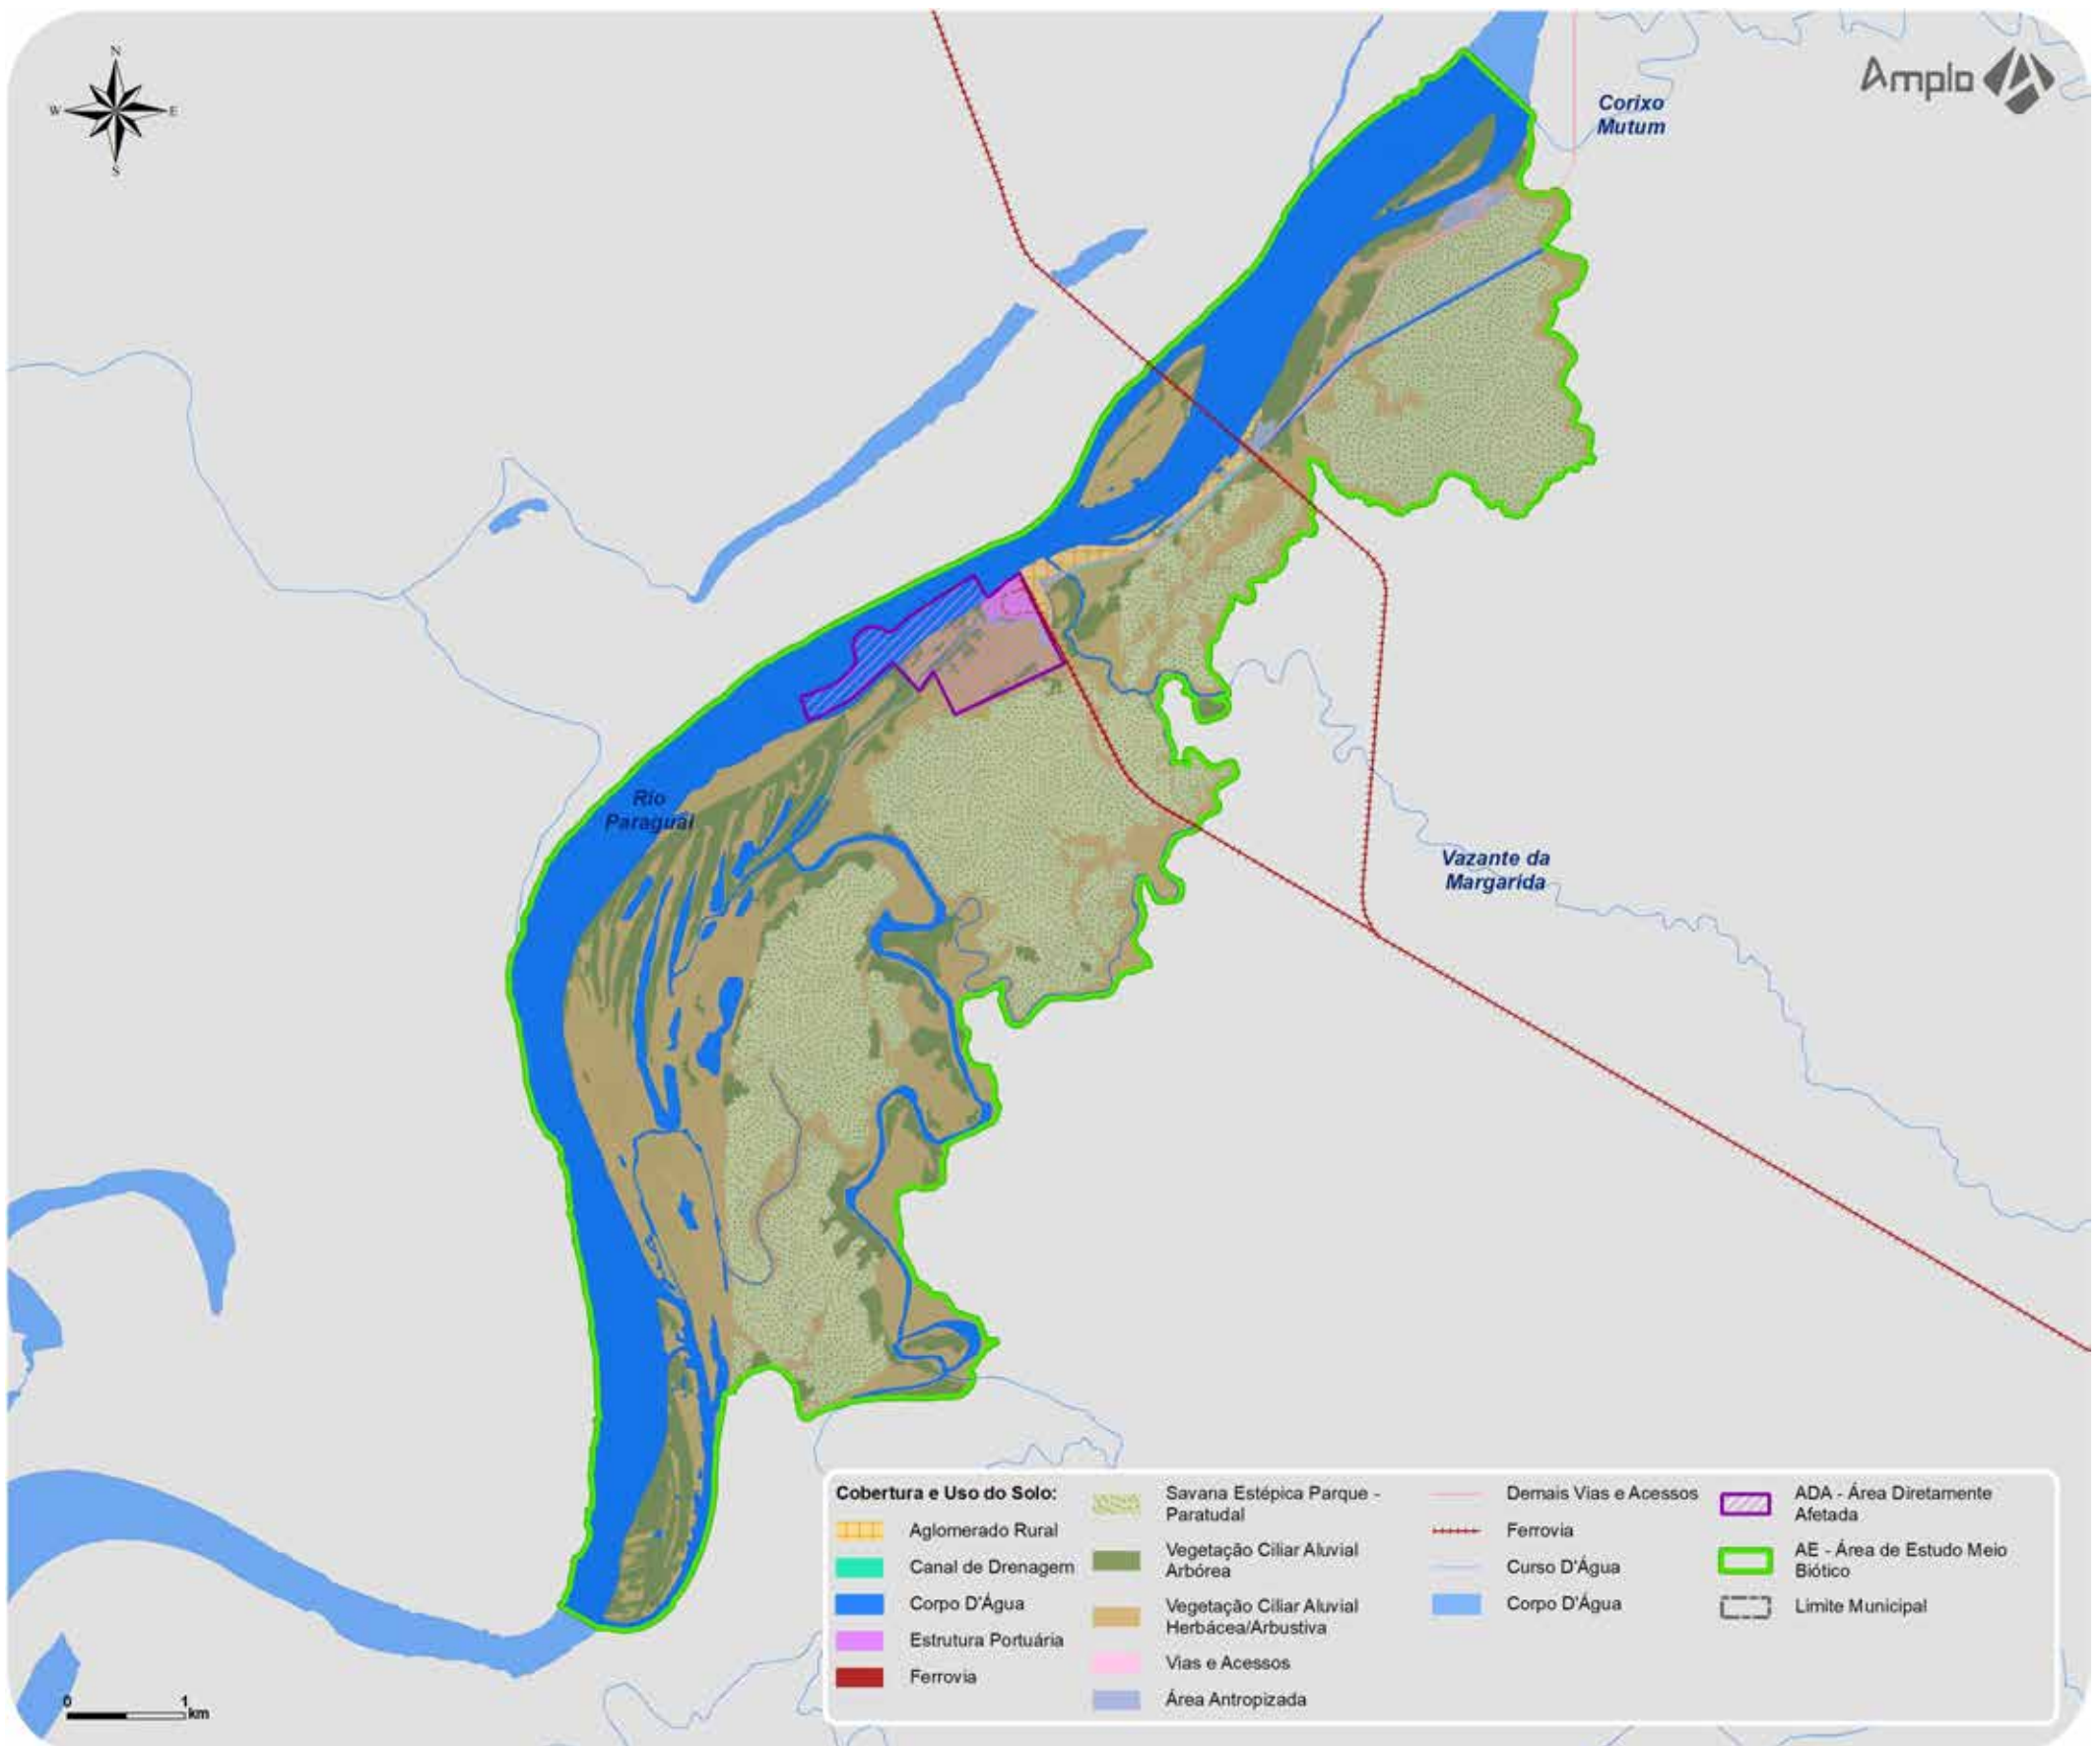 N
W
E
S
Amplo
Corixo
Mutum
Rio
Paraguai
Vazante da
Margarida
Cobertura e Uso do Solo:
Aglomerado Rural
Canal de Drenagem
Corpo D'Água
Estrutura Portuária
Ferrovia
Savana Estépica Parque -
Paratudal
Vegetação Ciliar Aluvial
Arbórea
Vegetação Ciliar Aluvial
Herbácea/Arbustiva
Vias e Acessos
Área Antropizada
Demais Vias e Acessos
Ferrovia
Curso D'Água
Corpo D'Água
ADA - Área Diretamente
Afetada
AE - Área de Estudo Meio
Biótico
Limite Municipal
0
1
km